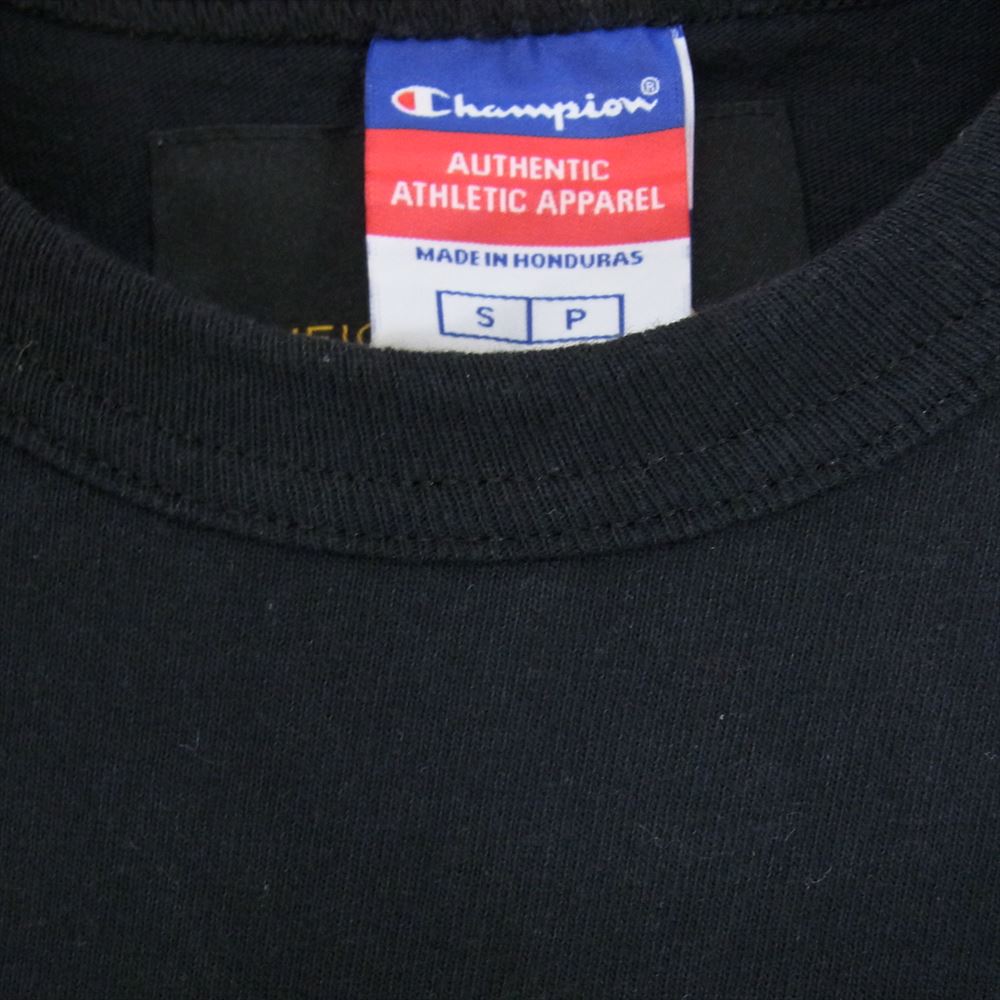 Champion®
AUTHENTIC
ATHLETIC APPAREL
MADE IN HONDURAS
S P